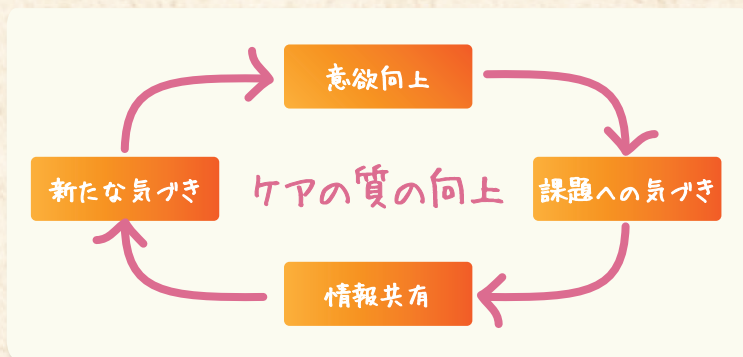 意欲向上
新たな気づき
ケアの質の向上
課題への気づき
情報共有